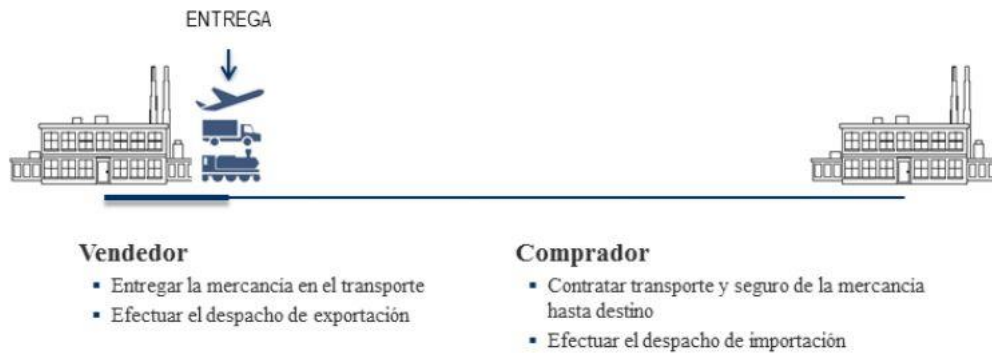 ENTREGA
Vendedor
▪ Entregar la mercancía en el transporte
▪ Efectuar el despacho de exportación
Comprador
▪ Contratar transporte y seguro de la mercancía
hasta destino
▪ Efectuar el despacho de importación